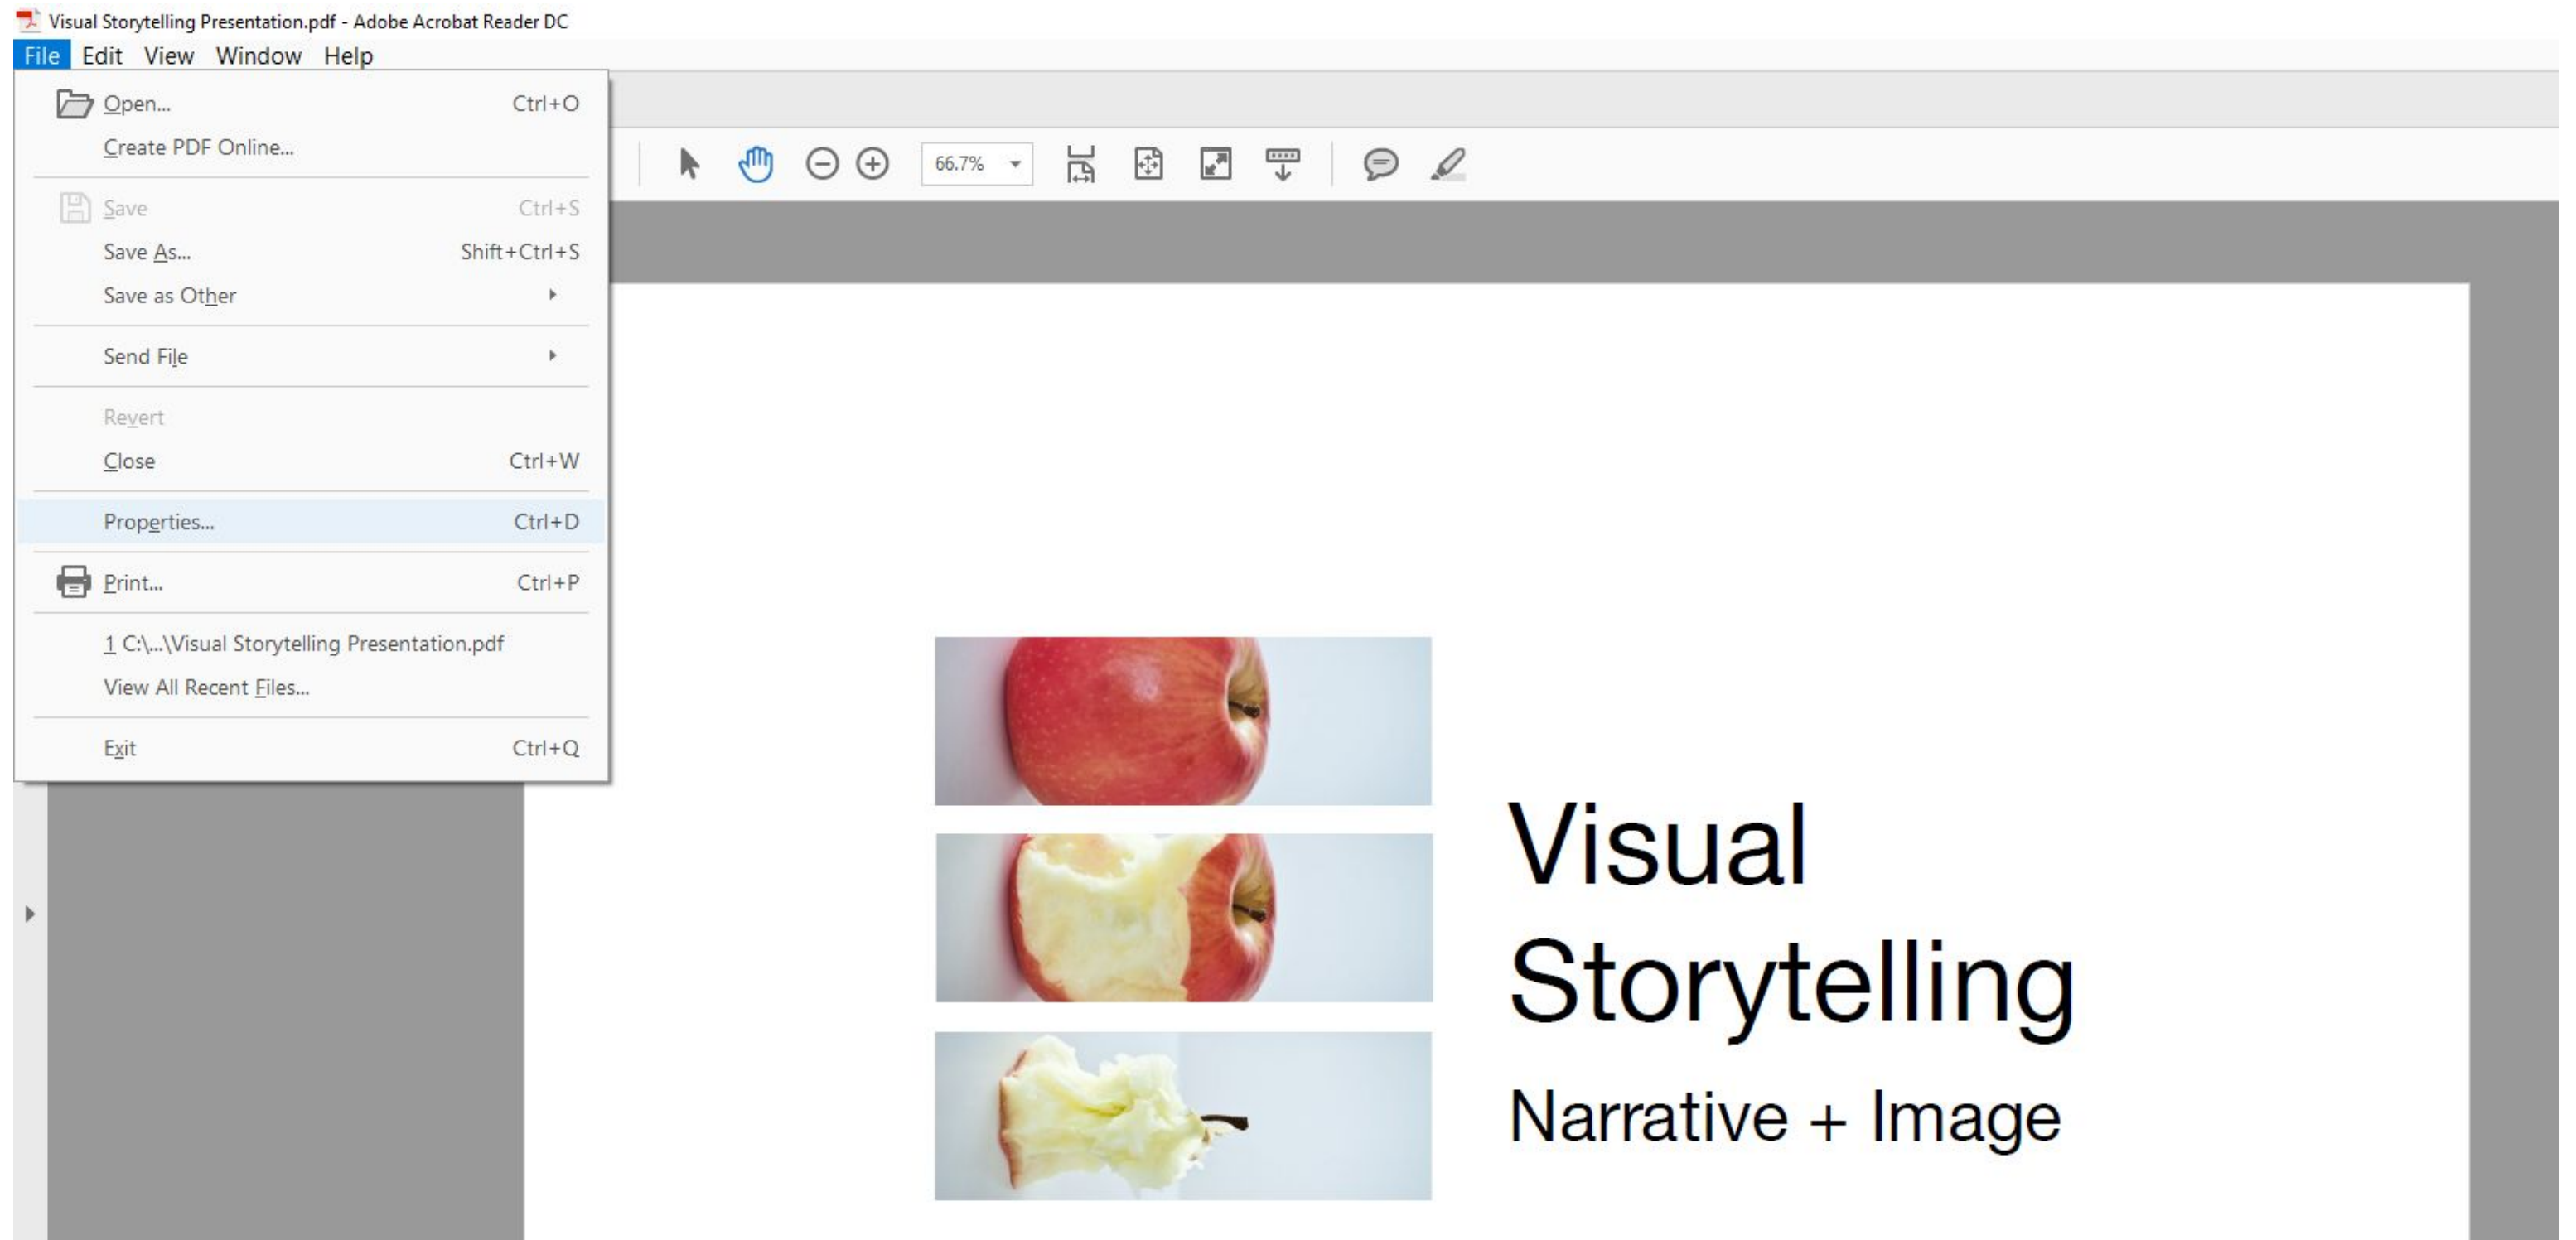 Visual Storytelling Presentation.pdf - Adobe Acrobat Reader DC
File Edit View Window Help
Open... Ctrl+O
Create PDF Online...
Save Ctrl+S
Save As... Shift+Ctrl+S
Save as Other
Send File
Revert
Close Ctrl+W
Properties... Ctrl+D
Print... Ctrl+P
1 C:\...\Visual Storytelling Presentation.pdf
View All Recent Files...
Exit Ctrl+Q
66.7%
Visual
Storytelling
Narrative + Image